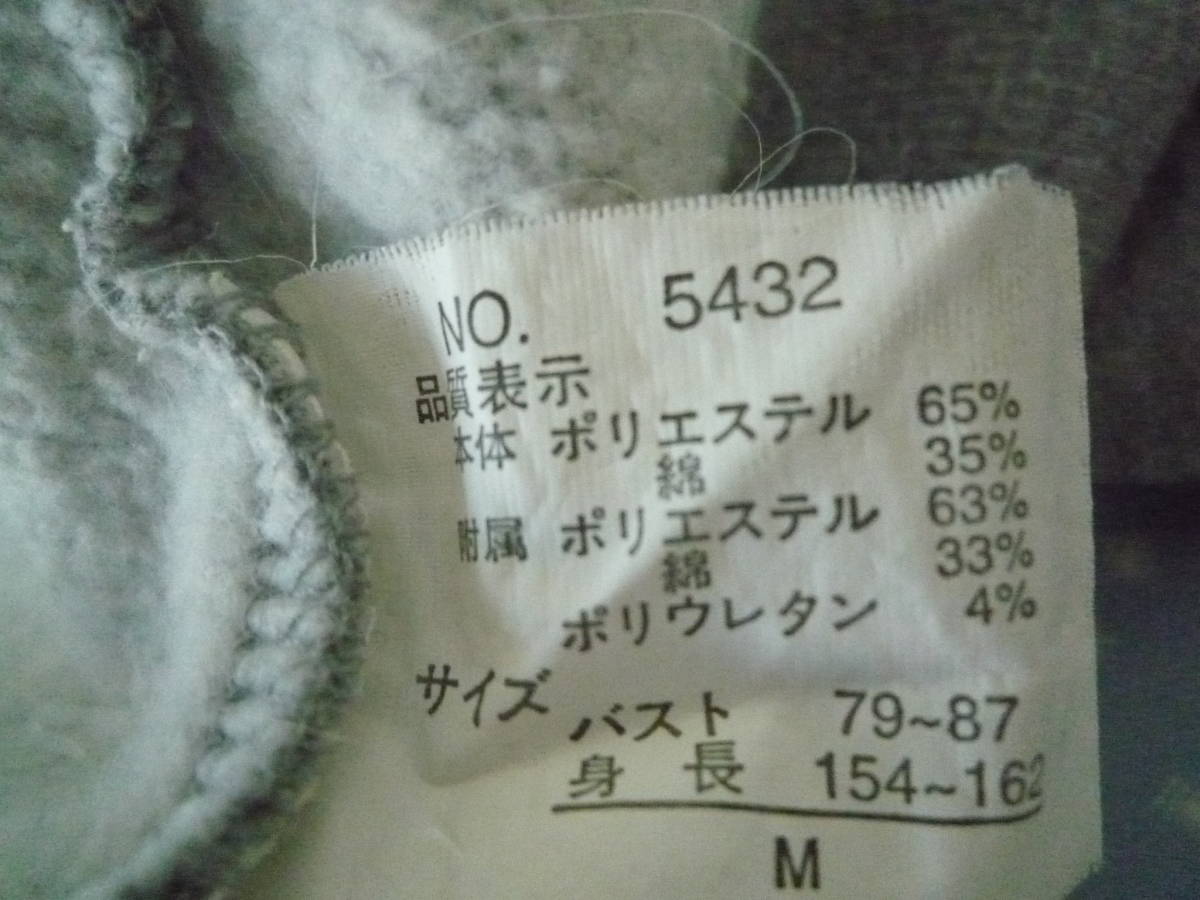 NO. 5432
品質表示
本体 ポリエステル 65%
綿 35%
附属 ポリエステル 63%
綿 33%
ポリウレタン 4%
サイズ
バスト 79~87
身長 154~162
M